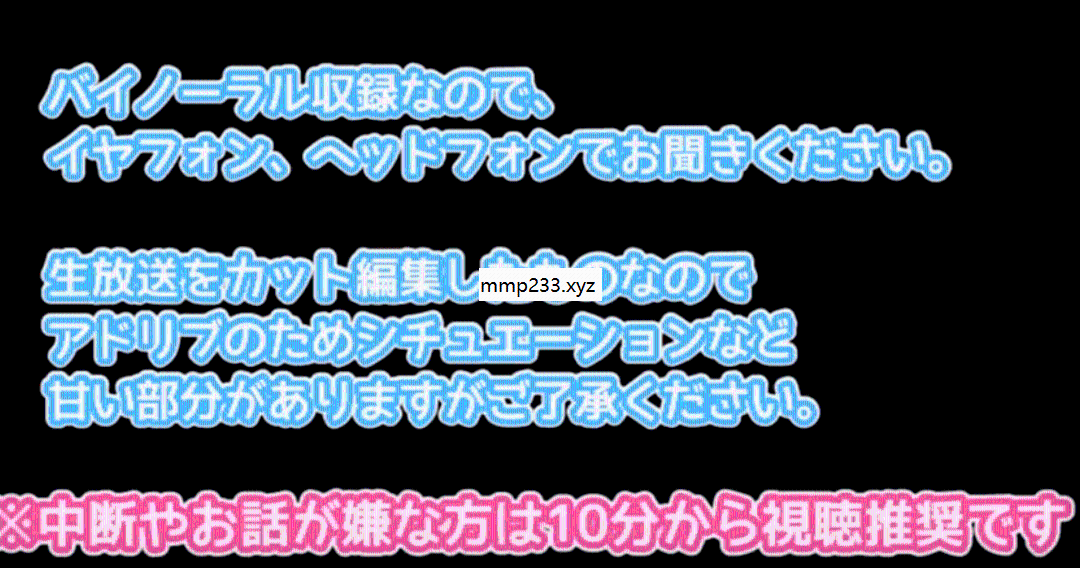 バイノーラル収録なので、
イヤフォン、ヘッドフォンでお聞きください。
生放送をカット編集し のなので
mmp233.xyz
アドリブのためシチュエーションなど
甘い部分がありますがご了承ください。
※中断やお話が嫌な方は10分から視聴推奨です